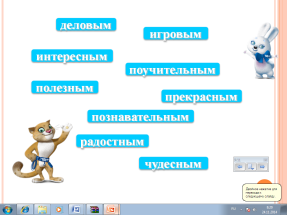 деловым
игровым
интересным
поучительным
полезным
прекрасным
познавательным
радостным
чудесным